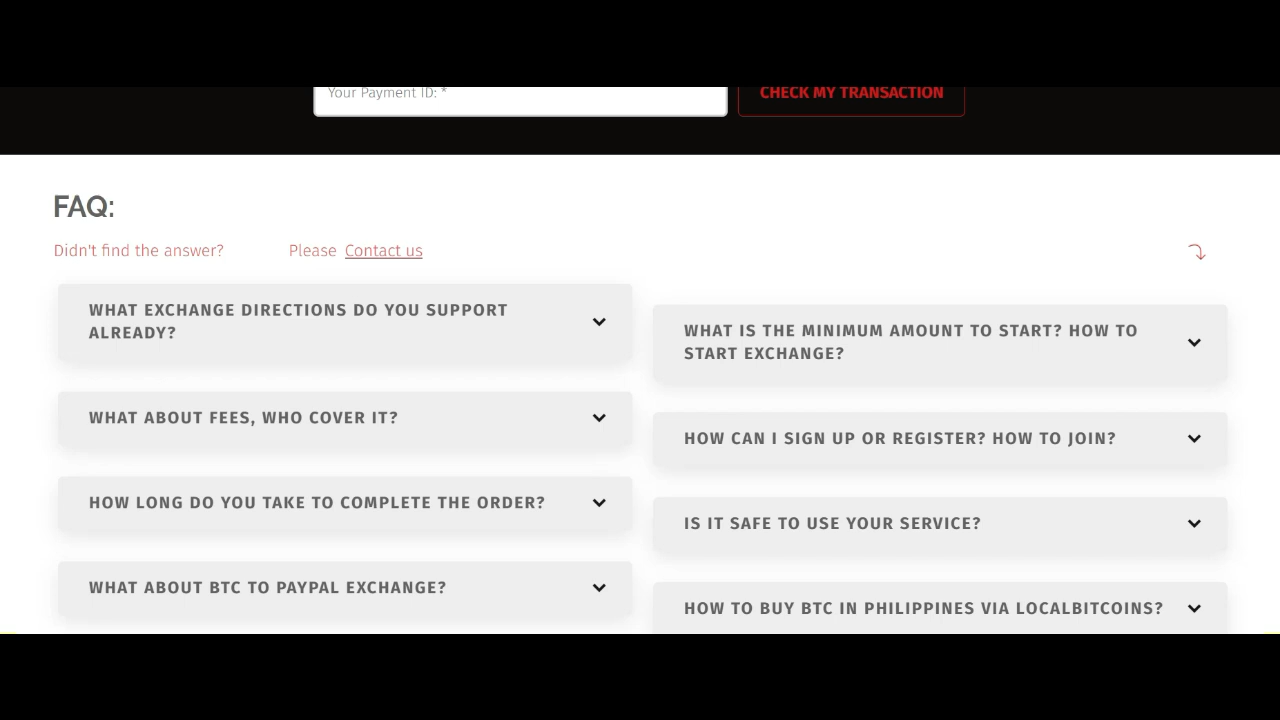 Your Payment ID: *
CHECK MY TRANSACTION
FAQ:
Didn't find the answer? Please Contact us
WHAT EXCHANGE DIRECTIONS DO YOU SUPPORT
ALREADY?
WHAT ABOUT FEES, WHO COVER IT?
HOW LONG DO YOU TAKE TO COMPLETE THE ORDER?
WHAT ABOUT BTC TO PAYPAL EXCHANGE?
WHAT IS THE MINIMUM AMOUNT TO START? HOW TO
START EXCHANGE?
HOW CAN I SIGN UP OR REGISTER? HOW TO JOIN?
IS IT SAFE TO USE YOUR SERVICE?
HOW TO BUY BTC IN PHILIPPINES VIA LOCALBITCOINS?